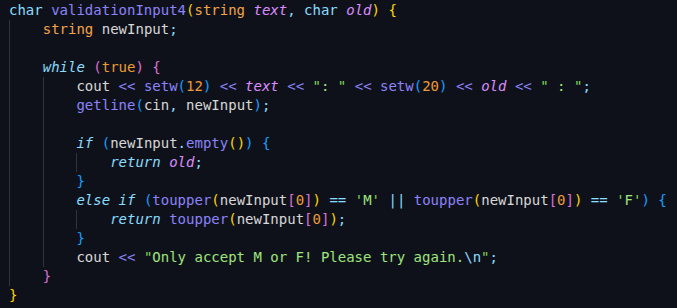 char validationInput4(string text, char old) {
    string newInput;

    while (true) {
        cout << setw(12) << text << ": " << setw(20) << old << " : ";
        getline(cin, newInput);

        if (newInput.empty()) {
            return old;
        }
        else if (toupper(newInput[0]) == 'M' || toupper(newInput[0]) == 'F') {
            return toupper(newInput[0]);
        }
        cout << "Only accept M or F! Please try again.\n";
    }
}